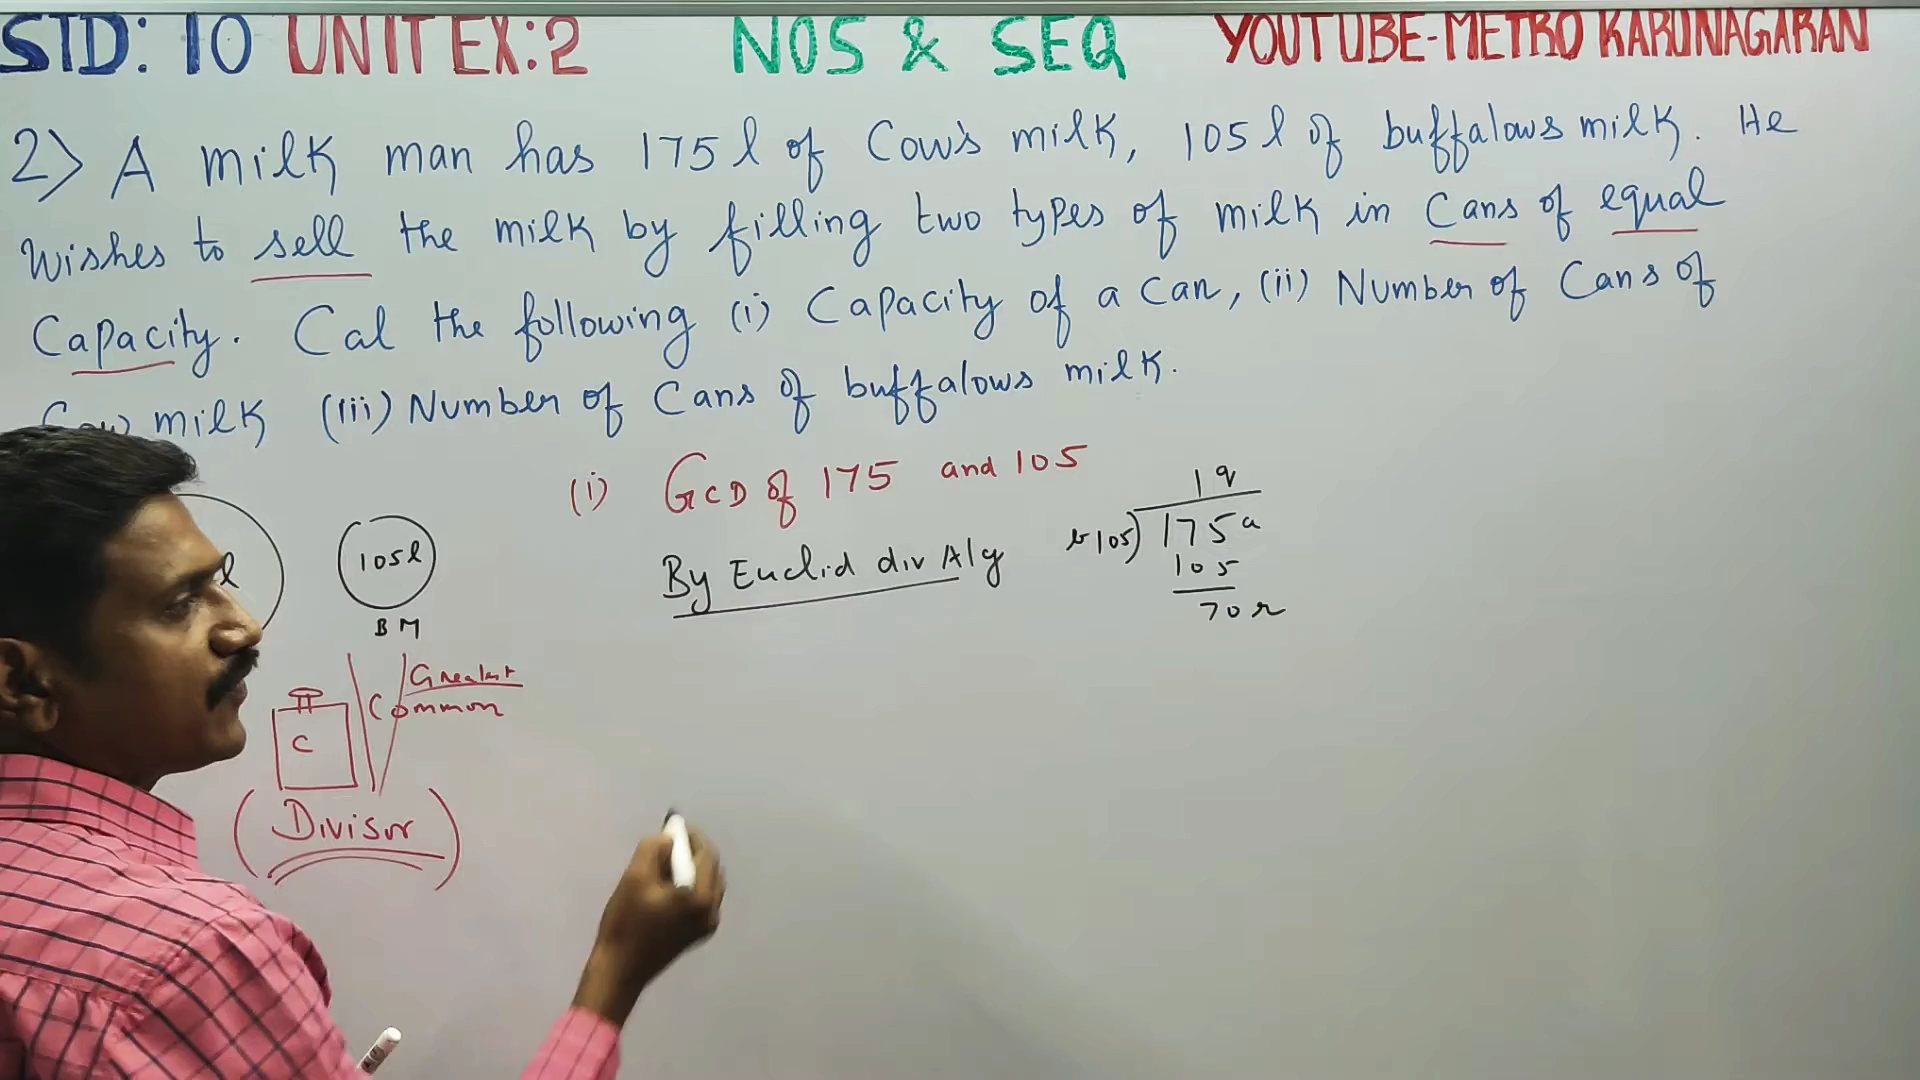 STD: 10 UNIT EX:2 NOS & SEQ YOUTUBE-METRO KARUNAGARAN
2) A milk man has 175 l of Cow's milk, 105 l of buffalows milk. He
wishes to sell the milk by filling two types of milk in Cans of equal
Capacity. Cal the following (i) Capacity of a can, (ii) Number of Cans of
Cow milk (iii) Number of Cans of buffalows milk.
(i) GCD of 175 and 105
By Euclid div Alg
1 q
b 105) 175 a
105
70 r
l
105 l
B M
Greatest
Common
C
(Divisor)